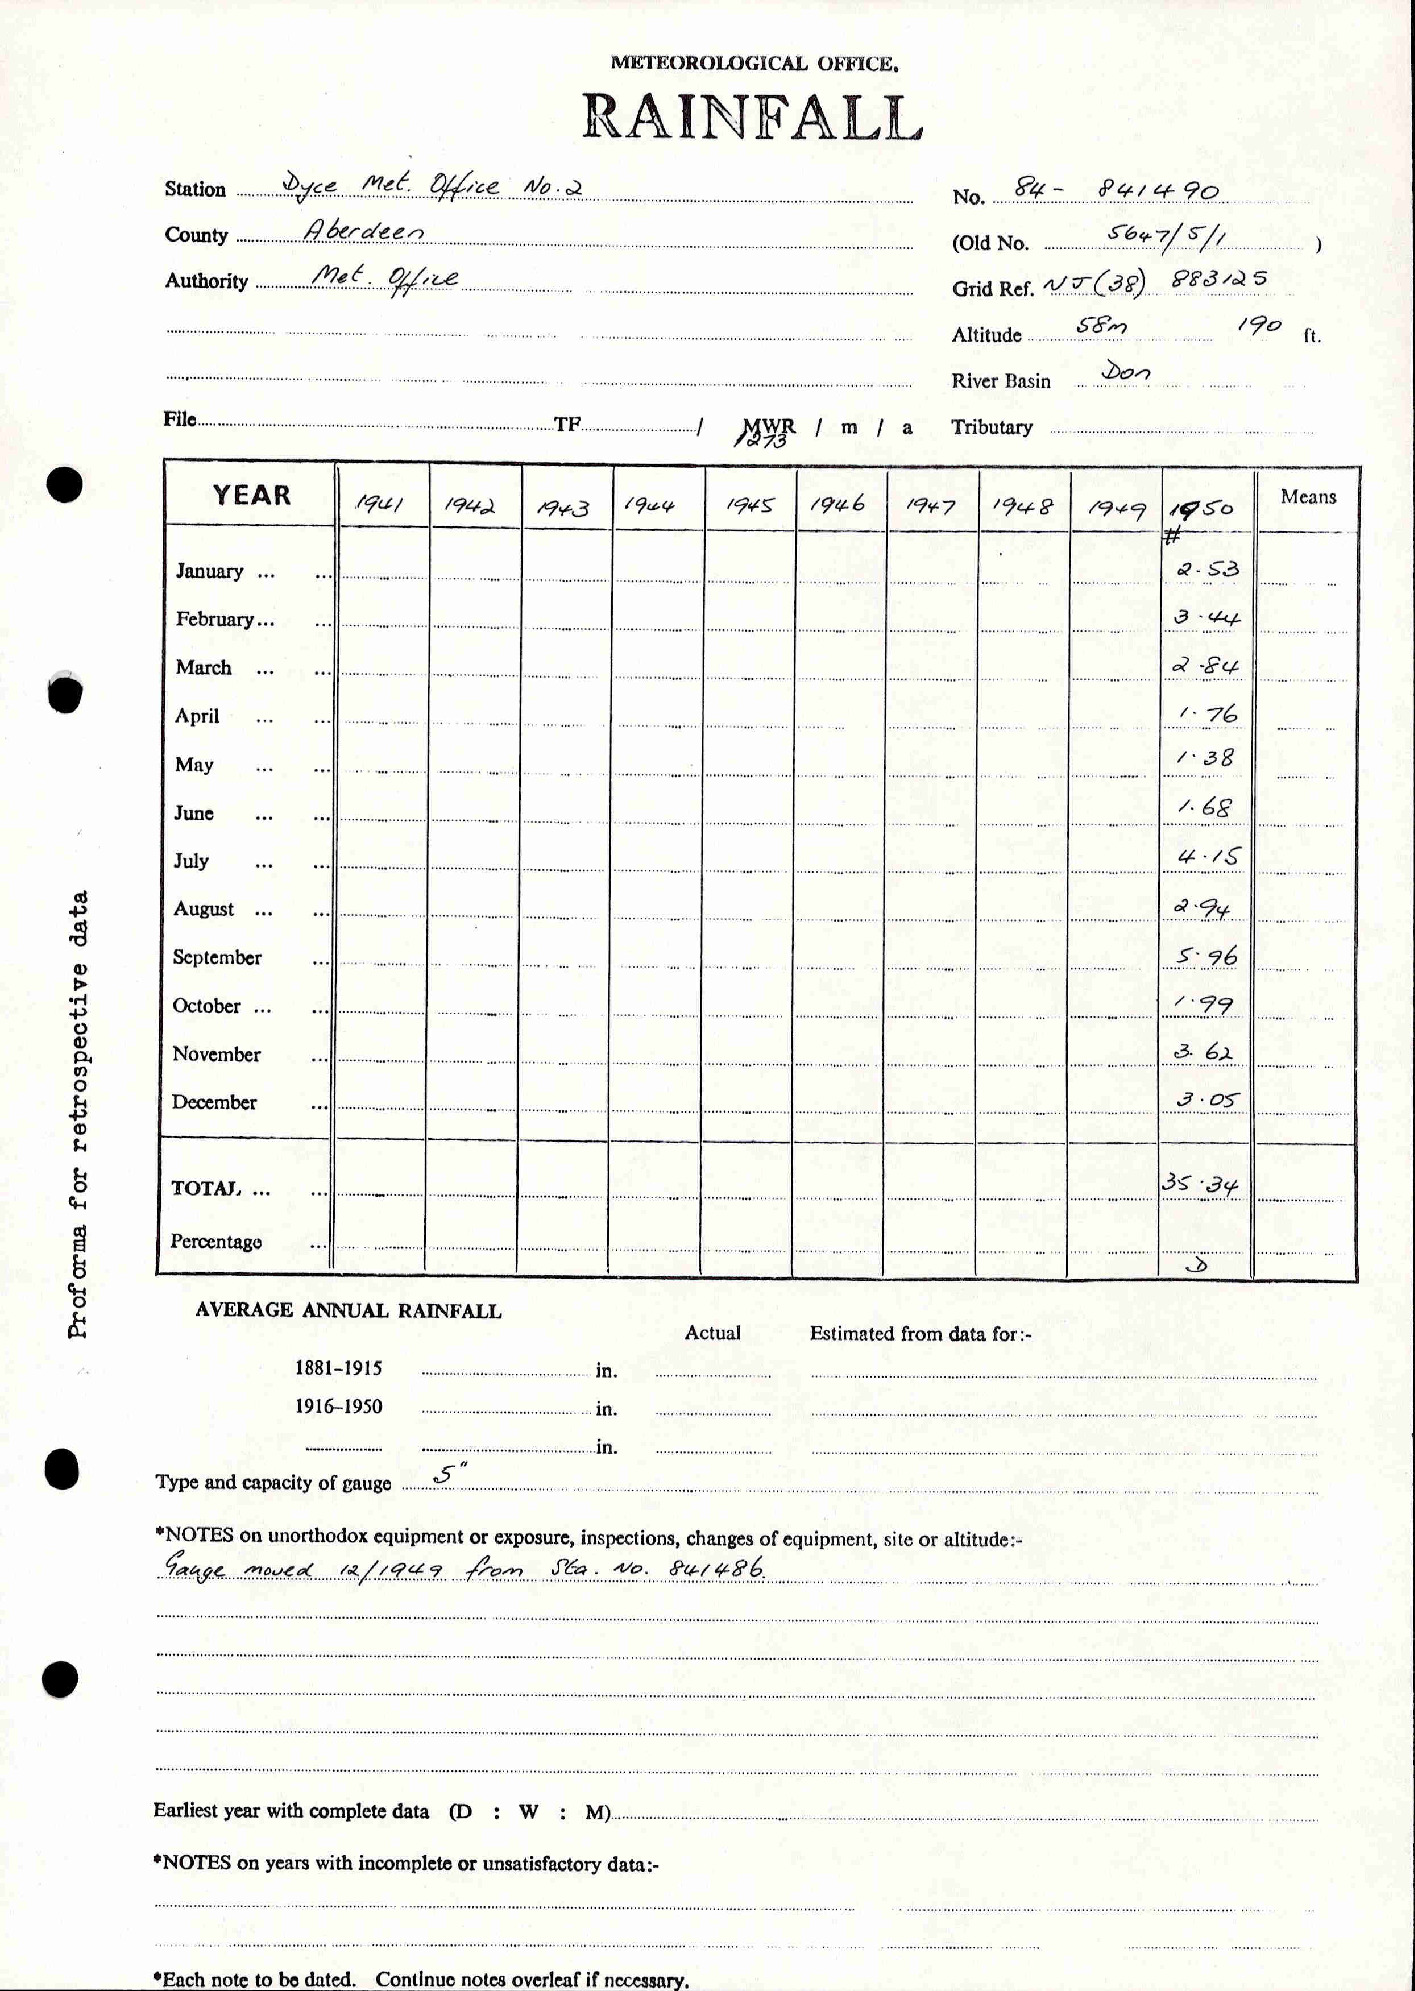 METEOROLOGICAL OFFICE.
RAINFALL
Station Dyce Met. Office No. 2
No. 84- 841490
County Aberdeen
(Old No. 5647/5/1 )
Authority Met. Office
Grid Ref. NJ (38) 883125
Altitude 58m 190 ft.
River Basin Don
File TF / MWR / m / a Tributary
1273
YEAR 1941 1942 1943 1944 1945 1946 1947 1948 1949 1950 Means
#
January ... ... 2.53
February... ... 3.44
March ... ... 2.84
April ... ... 1.76
May ... ... 1.38
June ... ... 1.68
July ... ... 4.15
August ... ... 2.94
September ... 5.96
October ... ... 1.99
November ... 3.62
December ... 3.05
TOTAL ... ... 35.34
Percentage ...
D
Proforma for retrospective data
AVERAGE ANNUAL RAINFALL
Actual Estimated from data for:-
1881-1915 in.
1916-1950 in.
in.
Type and capacity of gauge 5"
*NOTES on unorthodox equipment or exposure, inspections, changes of equipment, site or altitude:-
Gauge moved 12/1949 from Sta. No. 841486.
Earliest year with complete data (D : W : M)
*NOTES on years with incomplete or unsatisfactory data:-
*Each note to be dated. Continue notes overleaf if necessary.